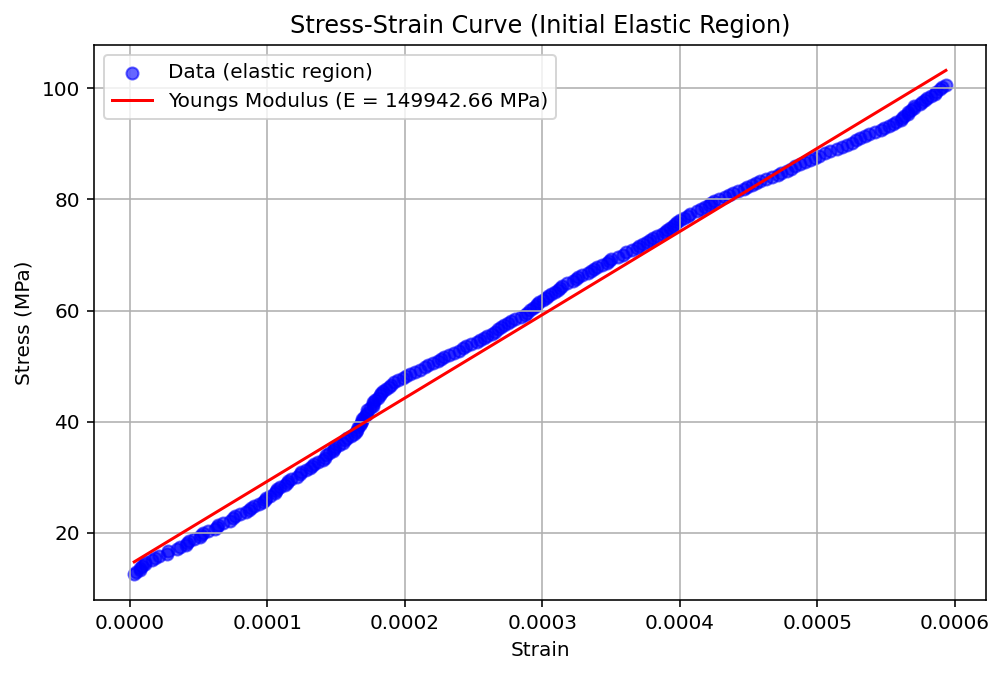 Stress-Strain Curve (Initial Elastic Region)
Data (elastic region)
Youngs Modulus (E = 149942.66 MPa)
Stress (MPa)
100
80
60
40
20
0.0000 0.0001 0.0002 0.0003 0.0004 0.0005 0.0006
Strain